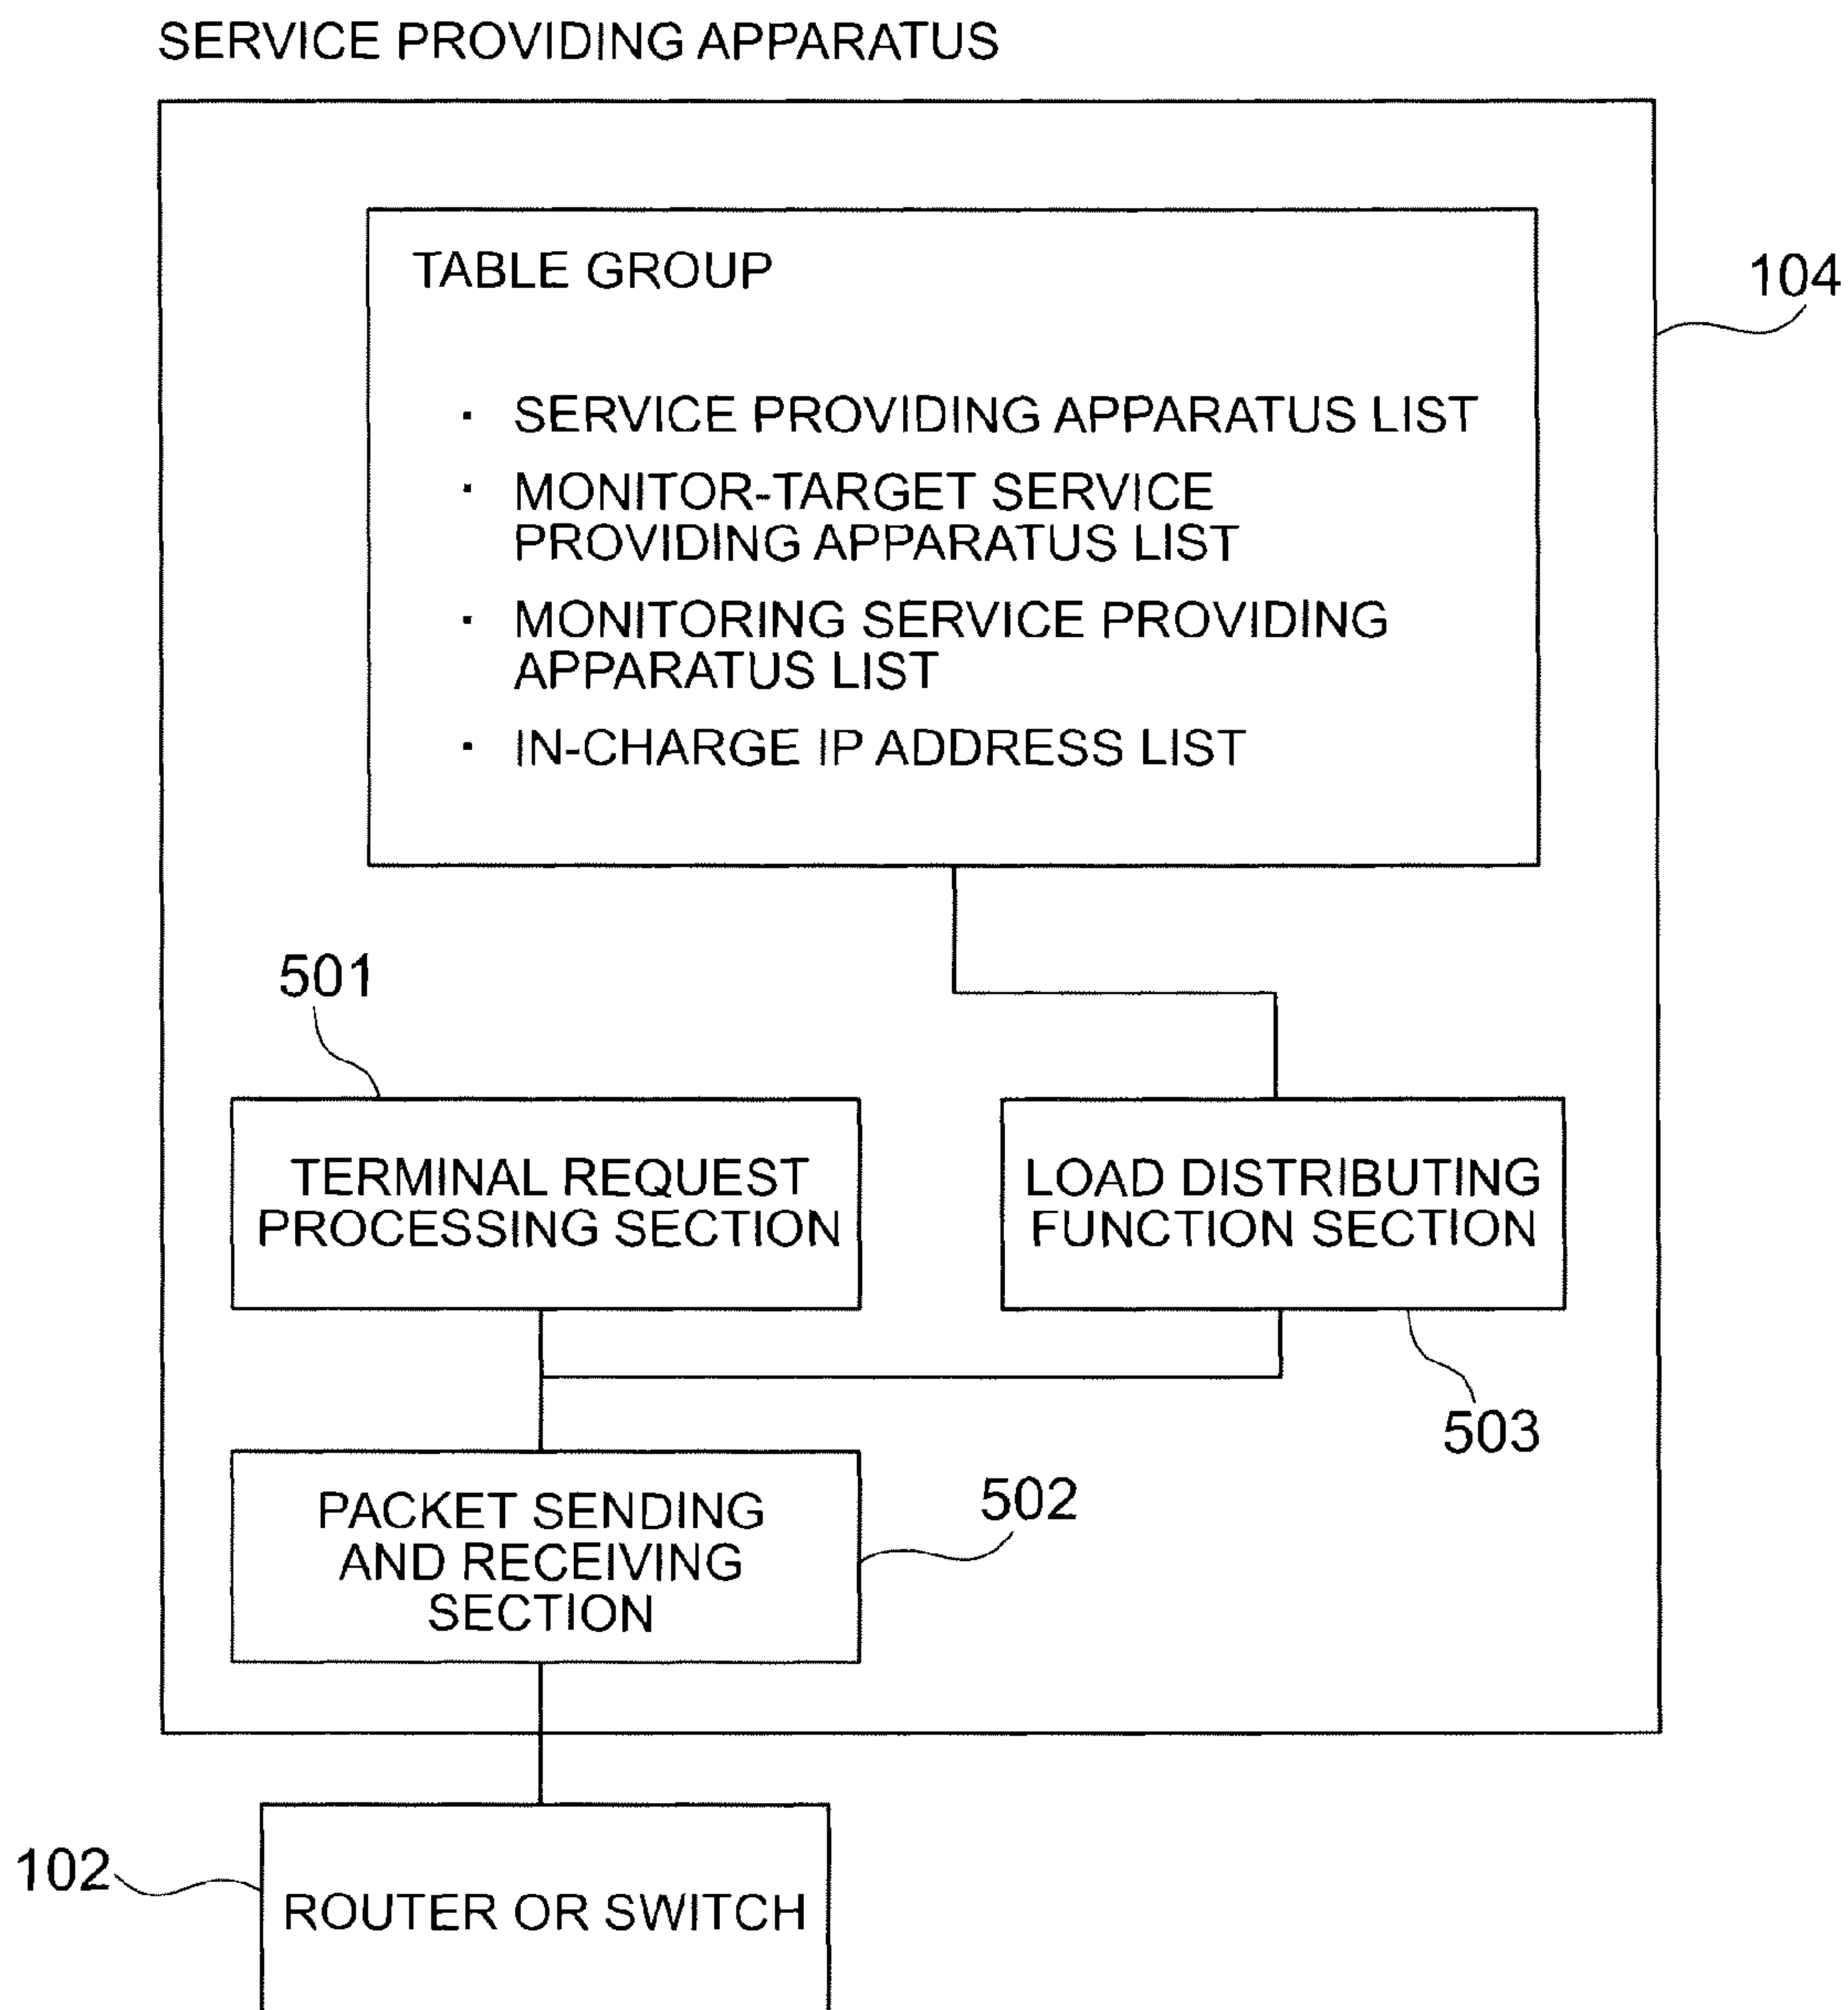 SERVICE PROVIDING APPARATUS
TABLE GROUP
104
· SERVICE PROVIDING APPARATUS LIST
· MONITOR-TARGET SERVICE
PROVIDING APPARATUS LIST
· MONITORING SERVICE PROVIDING
APPARATUS LIST
· IN-CHARGE IP ADDRESS LIST
501
TERMINAL REQUEST
PROCESSING SECTION
LOAD DISTRIBUTING
FUNCTION SECTION
503
PACKET SENDING
AND RECEIVING
SECTION
502
102
ROUTER OR SWITCH